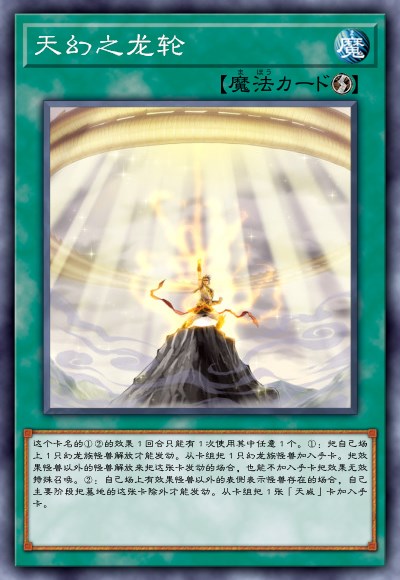 天幻之龙轮
魔
【魔法カード】
まほう
这个卡名的①②的效果1回合只能有1次使用其中任意1个。①：把自己场
上1只幻龙族怪兽解放才能发动。从卡组把1只幻龙族怪兽加入手卡。把效
果怪兽以外的怪兽解放来把这张卡发动的场合，也能不加入手卡把效果无效
特殊召唤。②：自己场上有效果怪兽以外的表侧表示怪兽存在的场合，自己
主要阶段把墓地的这张卡除外才能发动。从卡组把1张「天威」卡加入手
卡。